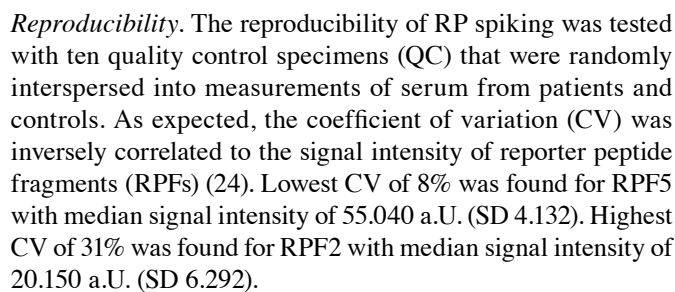 Reproducibility. The reproducibility of RP spiking was tested
with ten quality control specimens (QC) that were randomly
interspersed into measurements of serum from patients and
controls. As expected, the coefficient of variation (CV) was
inversely correlated to the signal intensity of reporter peptide
fragments (RPFs) (24). Lowest CV of 8% was found for RPF5
with median signal intensity of 55.040 a.U. (SD 4.132). Highest
CV of 31% was found for RPF2 with median signal intensity of
20.150 a.U. (SD 6.292).